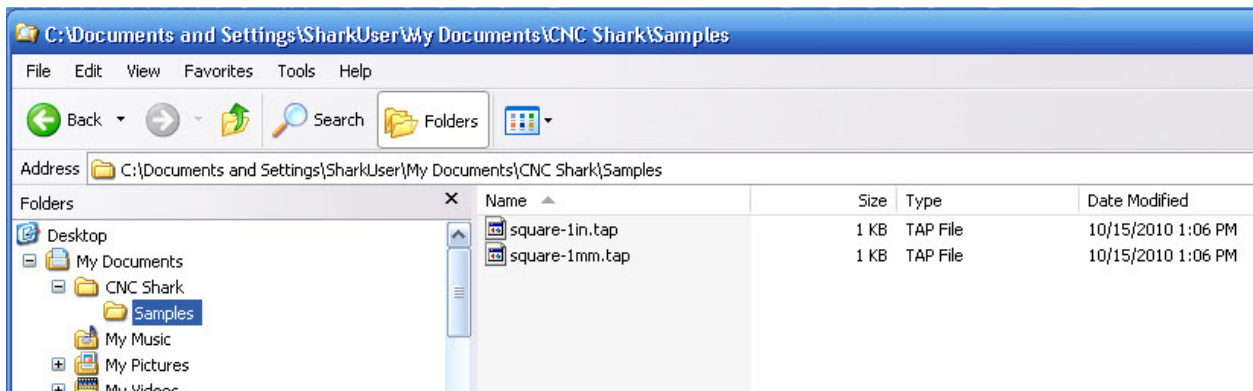 C:\Documents and Settings\SharkUser\My Documents\CNC Shark\Samples
File Edit View Favorites Tools Help
Back Search Folders
Address C:\Documents and Settings\SharkUser\My Documents\CNC Shark\Samples
Folders
Desktop
My Documents
CNC Shark
Samples
My Music
My Pictures
My Videos
Name Size Type Date Modified
square-1in.tap 1 KB TAP File 10/15/2010 1:06 PM
square-1mm.tap 1 KB TAP File 10/15/2010 1:06 PM